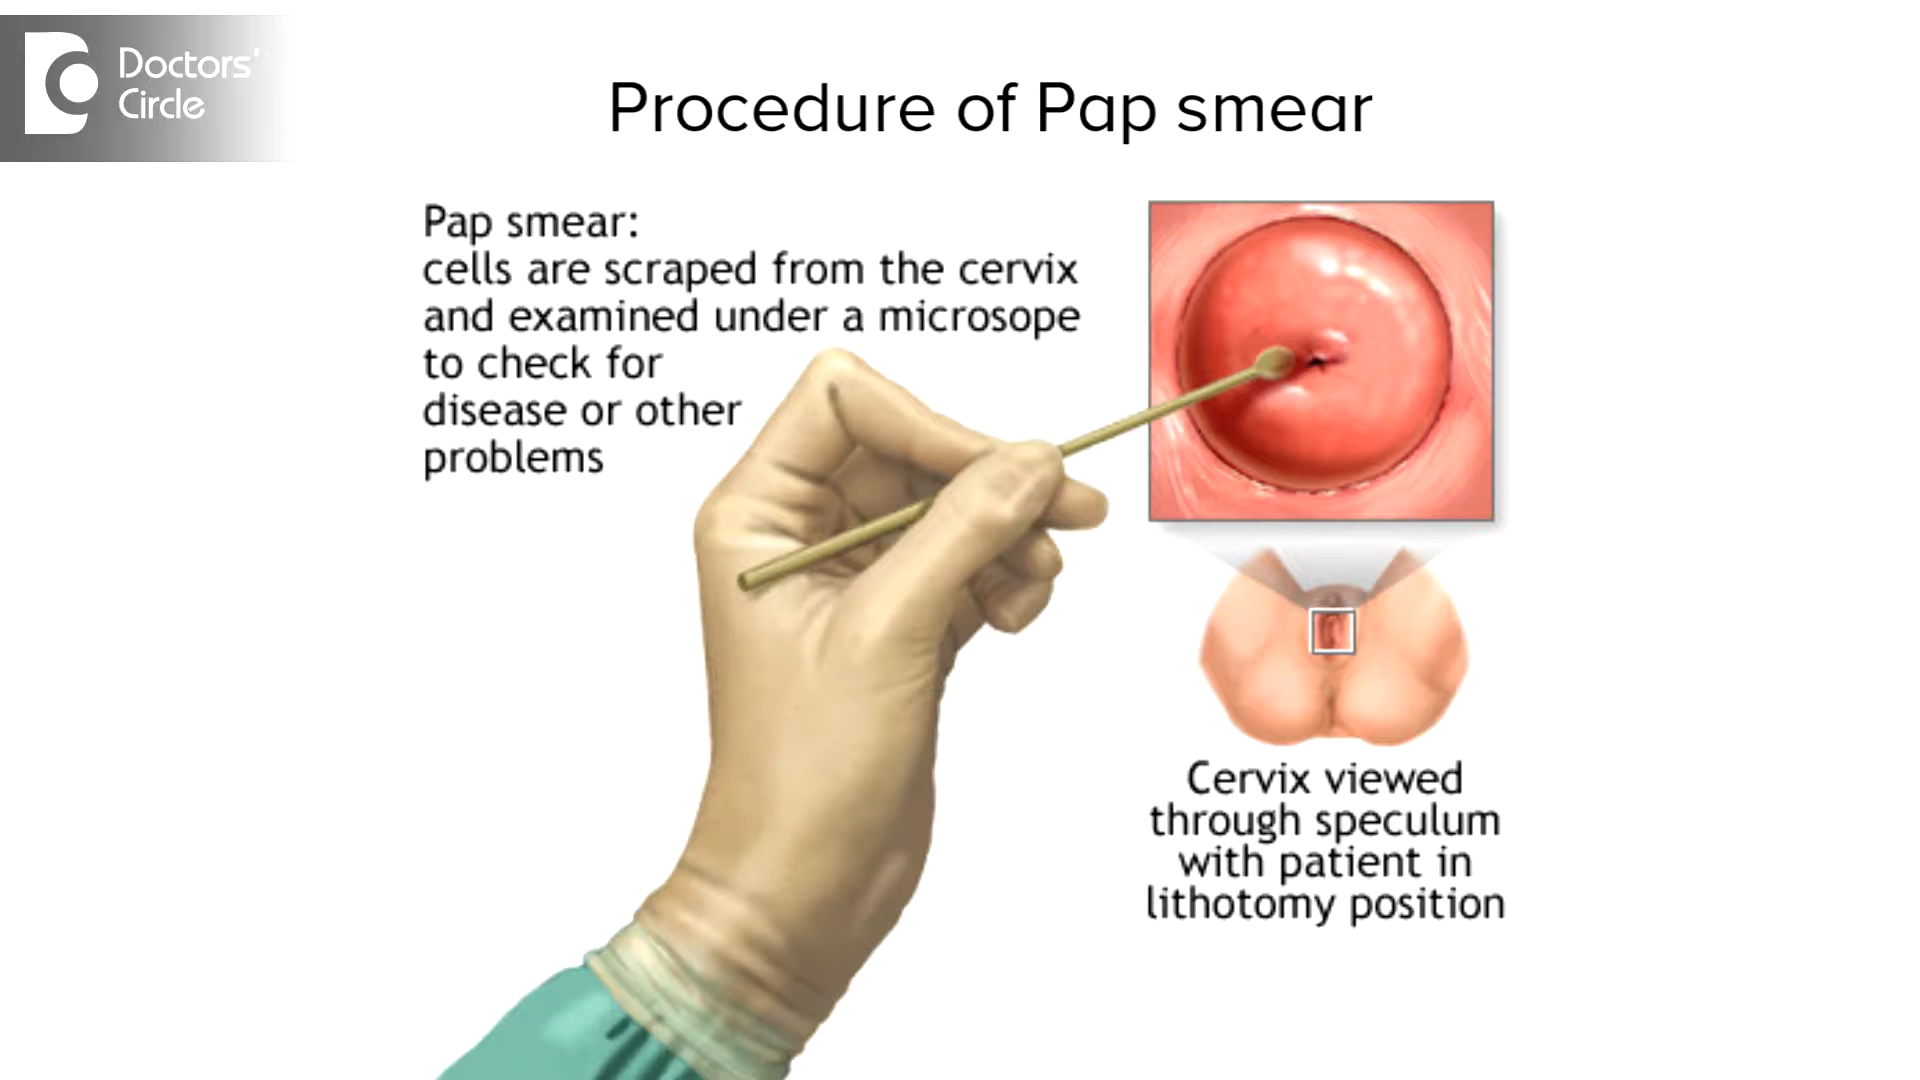 Doctors'
Circle
Procedure of Pap smear
Pap smear:
cells are scraped from the cervix
and examined under a microsope
to check for
disease or other
problems
Cervix viewed
through speculum
with patient in
lithotomy position